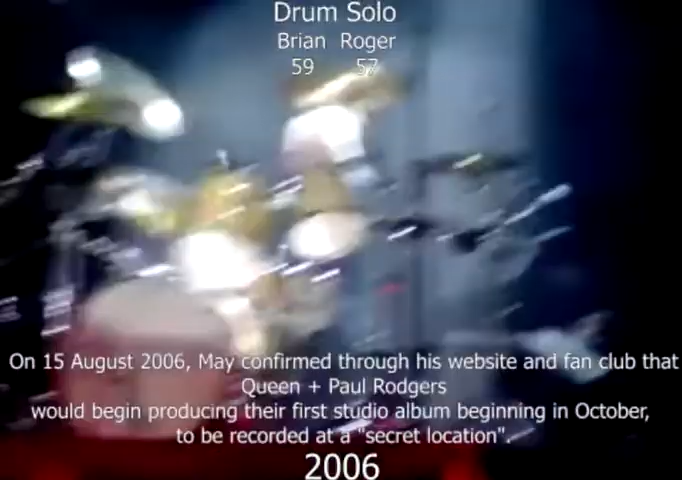 Drum Solo
Brian Roger
59 57
On 15 August 2006, May confirmed through his website and fan club that
Queen + Paul Rodgers
would begin producing their first studio album beginning in October,
to be recorded at a "secret location".
2006